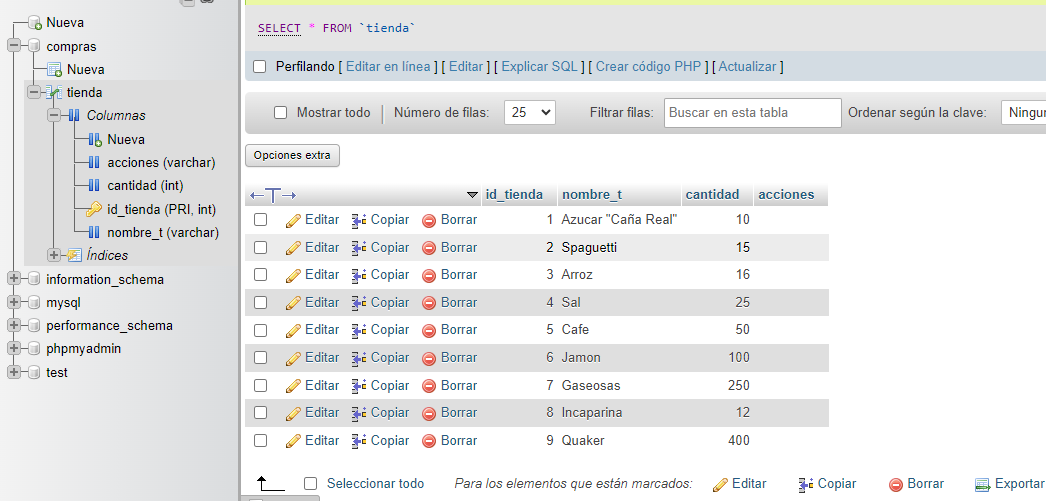 Nueva
compras
Nueva
tienda
Columnas
Nueva
acciones (varchar)
cantidad (int)
id_tienda (PRI, int)
nombre_t (varchar)
Índices
information_schema
mysql
performance_schema
phpmyadmin
test
SELECT * FROM `tienda`
Perfilando [ Editar en línea ] [ Editar ] [ Explicar SQL ] [ Crear código PHP ] [ Actualizar ]
Mostrar todo Número de filas: 25 Filtrar filas: Buscar en esta tabla Ordenar según la clave: Ningun
Opciones extra
id_tienda nombre_t cantidad acciones
Editar Copiar Borrar 1 Azucar "Caña Real" 10
Editar Copiar Borrar 2 Spaguetti 15
Editar Copiar Borrar 3 Arroz 16
Editar Copiar Borrar 4 Sal 25
Editar Copiar Borrar 5 Cafe 50
Editar Copiar Borrar 6 Jamon 100
Editar Copiar Borrar 7 Gaseosas 250
Editar Copiar Borrar 8 Incaparina 12
Editar Copiar Borrar 9 Quaker 400
Seleccionar todo Para los elementos que están marcados: Editar Copiar Borrar Exportar